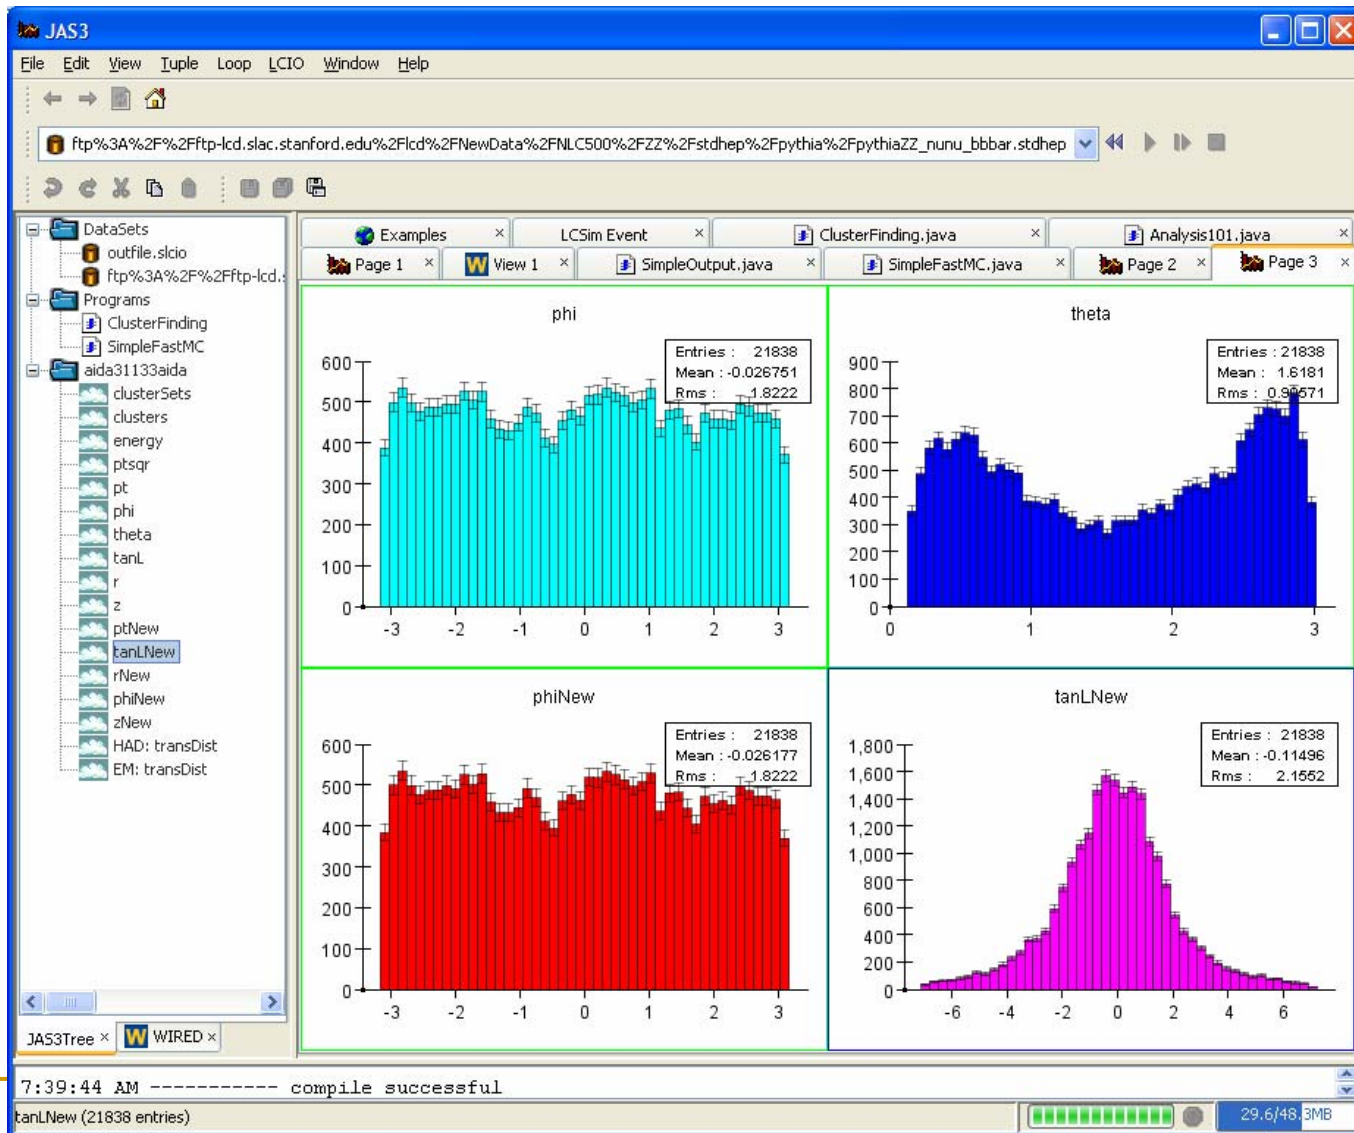 JAS3
File Edit View Tuple Loop LCIO Window Help
ftp%3A%2F%2Fftp-lcd.slac.stanford.edu%2Flcd%2FNewData%2FNLC500%2FZZ%2Fstdhep%2Fpythia%2FpythiaZZ_nunu_bbbar.stdhep
DataSets
outfile.slcio
ftp%3A%2F%2Fftp-lcd.s
Programs
ClusterFinding
SimpleFastMC
aida31133aida
clusterSets
clusters
energy
ptsqr
pt
phi
theta
tanL
r
z
ptNew
tanLNew
rNew
phiNew
zNew
HAD: transDist
EM: transDist
JAS3Tree × W WIRED ×
Examples × LCSim Event × ClusterFinding.java × Analysis101.java ×
Page 1 × W View 1 × SimpleOutput.java × SimpleFastMC.java × Page 2 × Page 3 ×
phi
Entries : 21838
Mean : -0.026751
Rms : 1.8222
600
500
400
300
200
100
0
-3 -2 -1 0 1 2 3
theta
Entries : 21838
Mean : 1.6181
Rms :
900
800
700
600
500
400
300
200
100
0
0 1 2 3
phiNew
Entries : 21838
Mean : -0.026177
Rms : 1.8222
600
500
400
300
200
100
0
-3 -2 -1 0 1 2 3
tanLNew
Entries : 21838
Mean : -0.11496
Rms : 2.1552
1,800
1,600
1,400
1,200
1,000
800
600
400
200
0
-6 -4 -2 0 2 4 6
7:39:44 AM ----------- compile successful
tanLNew (21838 entries)
29.6/48.3MB